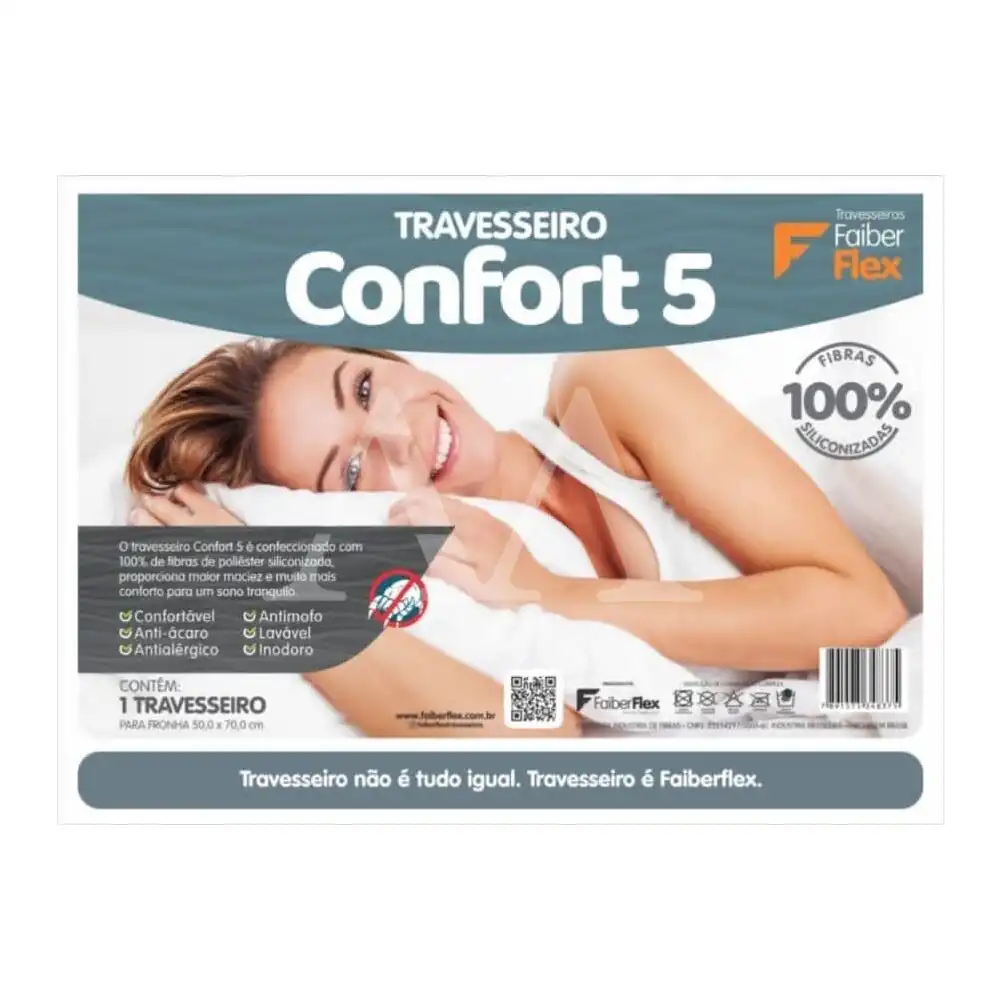 TRAVESSEIRO
Confort 5
Travesseiros
Faiber
Flex
FIBRAS
100%
SILICONIZADAS
O travesseiro Confort 5 é confeccionado com
100% de fibras de poliéster siliconizada,
proporciona maior maciez e muito mais
conforto para um sono tranquilo.
Confortável
Anti-ácaro
Antialérgico
Antimofo
Lavável
Inodoro
CONTÉM:
1 TRAVESSEIRO
PARA FRONHA 50,0 x 70,0 cm
www.faiberflex.com.br
FaiberFlex
Travesseiro não é tudo igual. Travesseiro é Faiberflex.